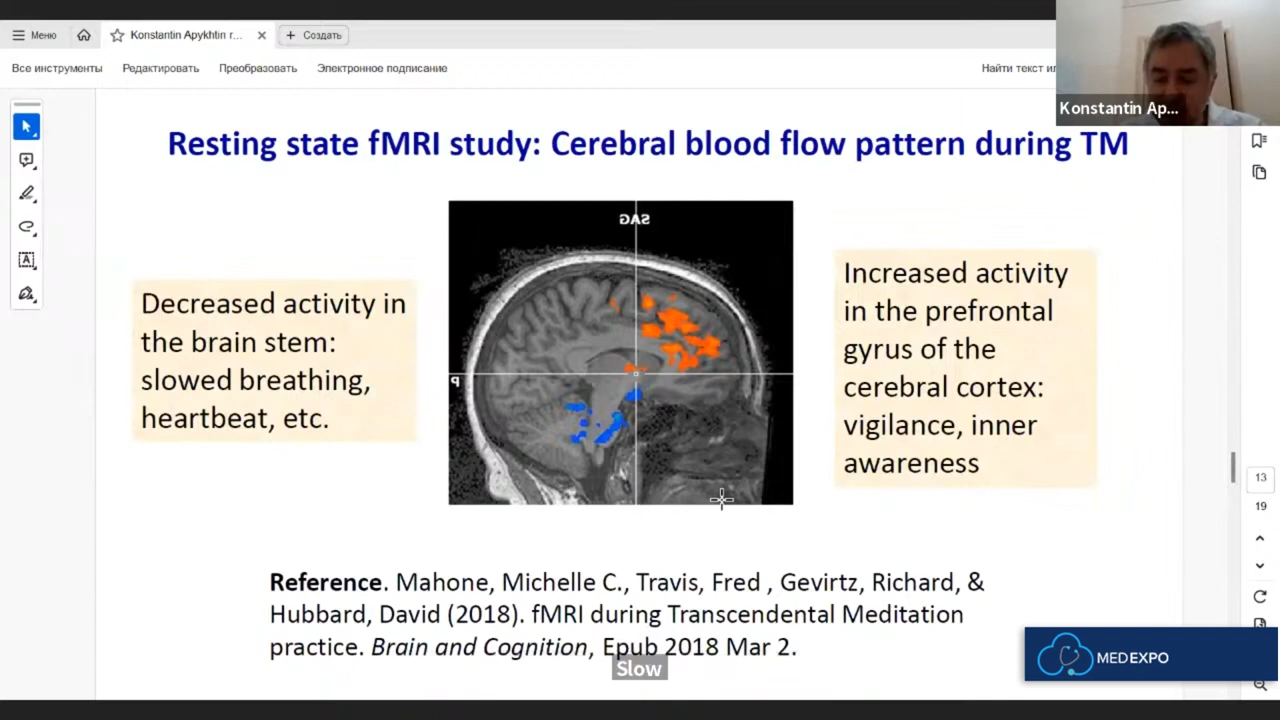 Меню
Konstantin Apykhtin r...
Создать
Все инструменты
Редактировать
Преобразовать
Электронное подписание
Найти текст ил
Konstantin Ap...
Resting state fMRI study: Cerebral blood flow pattern during TM
SAG
P
Decreased activity in
the brain stem:
slowed breathing,
heartbeat, etc.
Increased activity
in the prefrontal
gyrus of the
cerebral cortex:
vigilance, inner
awareness
13
19
Reference. Mahone, Michelle C., Travis, Fred , Gevirtz, Richard, &
Hubbard, David (2018). fMRI during Transcendental Meditation
practice. Brain and Cognition, Epub 2018 Mar 2.
Slow
MEDEXPO